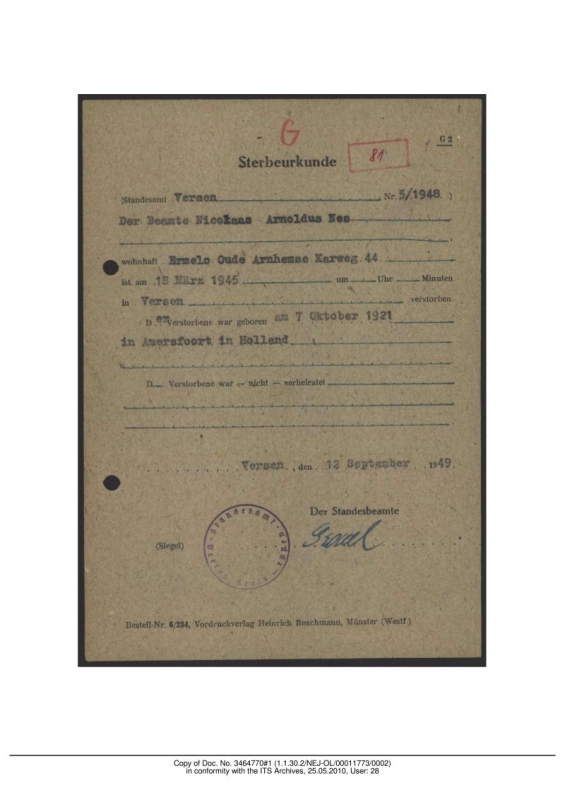 G
G 2
Sterbeurkunde
81
(Standesamt Versen Nr. 3/1948 )
Der Beamte Nicolaas Arnoldus Nes
wohnhaft Ermelo Oude Arnhemse Karweg 44
ist am 18 März 1945 um Uhr Minuten
in Versen verstorben
D er Verstorbene war geboren am 7 Oktober 1921
in Amersfoort in Holland
D Verstorbene war — nicht — verheiratet
Versen , den 12 September 1949.
Der Standesbeamte
(Siegel)
Bestell-Nr. 6/234, Vordruckverlag Heinrich Buschmann, Münster (Westf.)
Copy of Doc. No. 3464770#1 (1.1.30.2/NEJ-OL/00011773/0002)
in conformity with the ITS Archives, 25.05.2010, User: 28